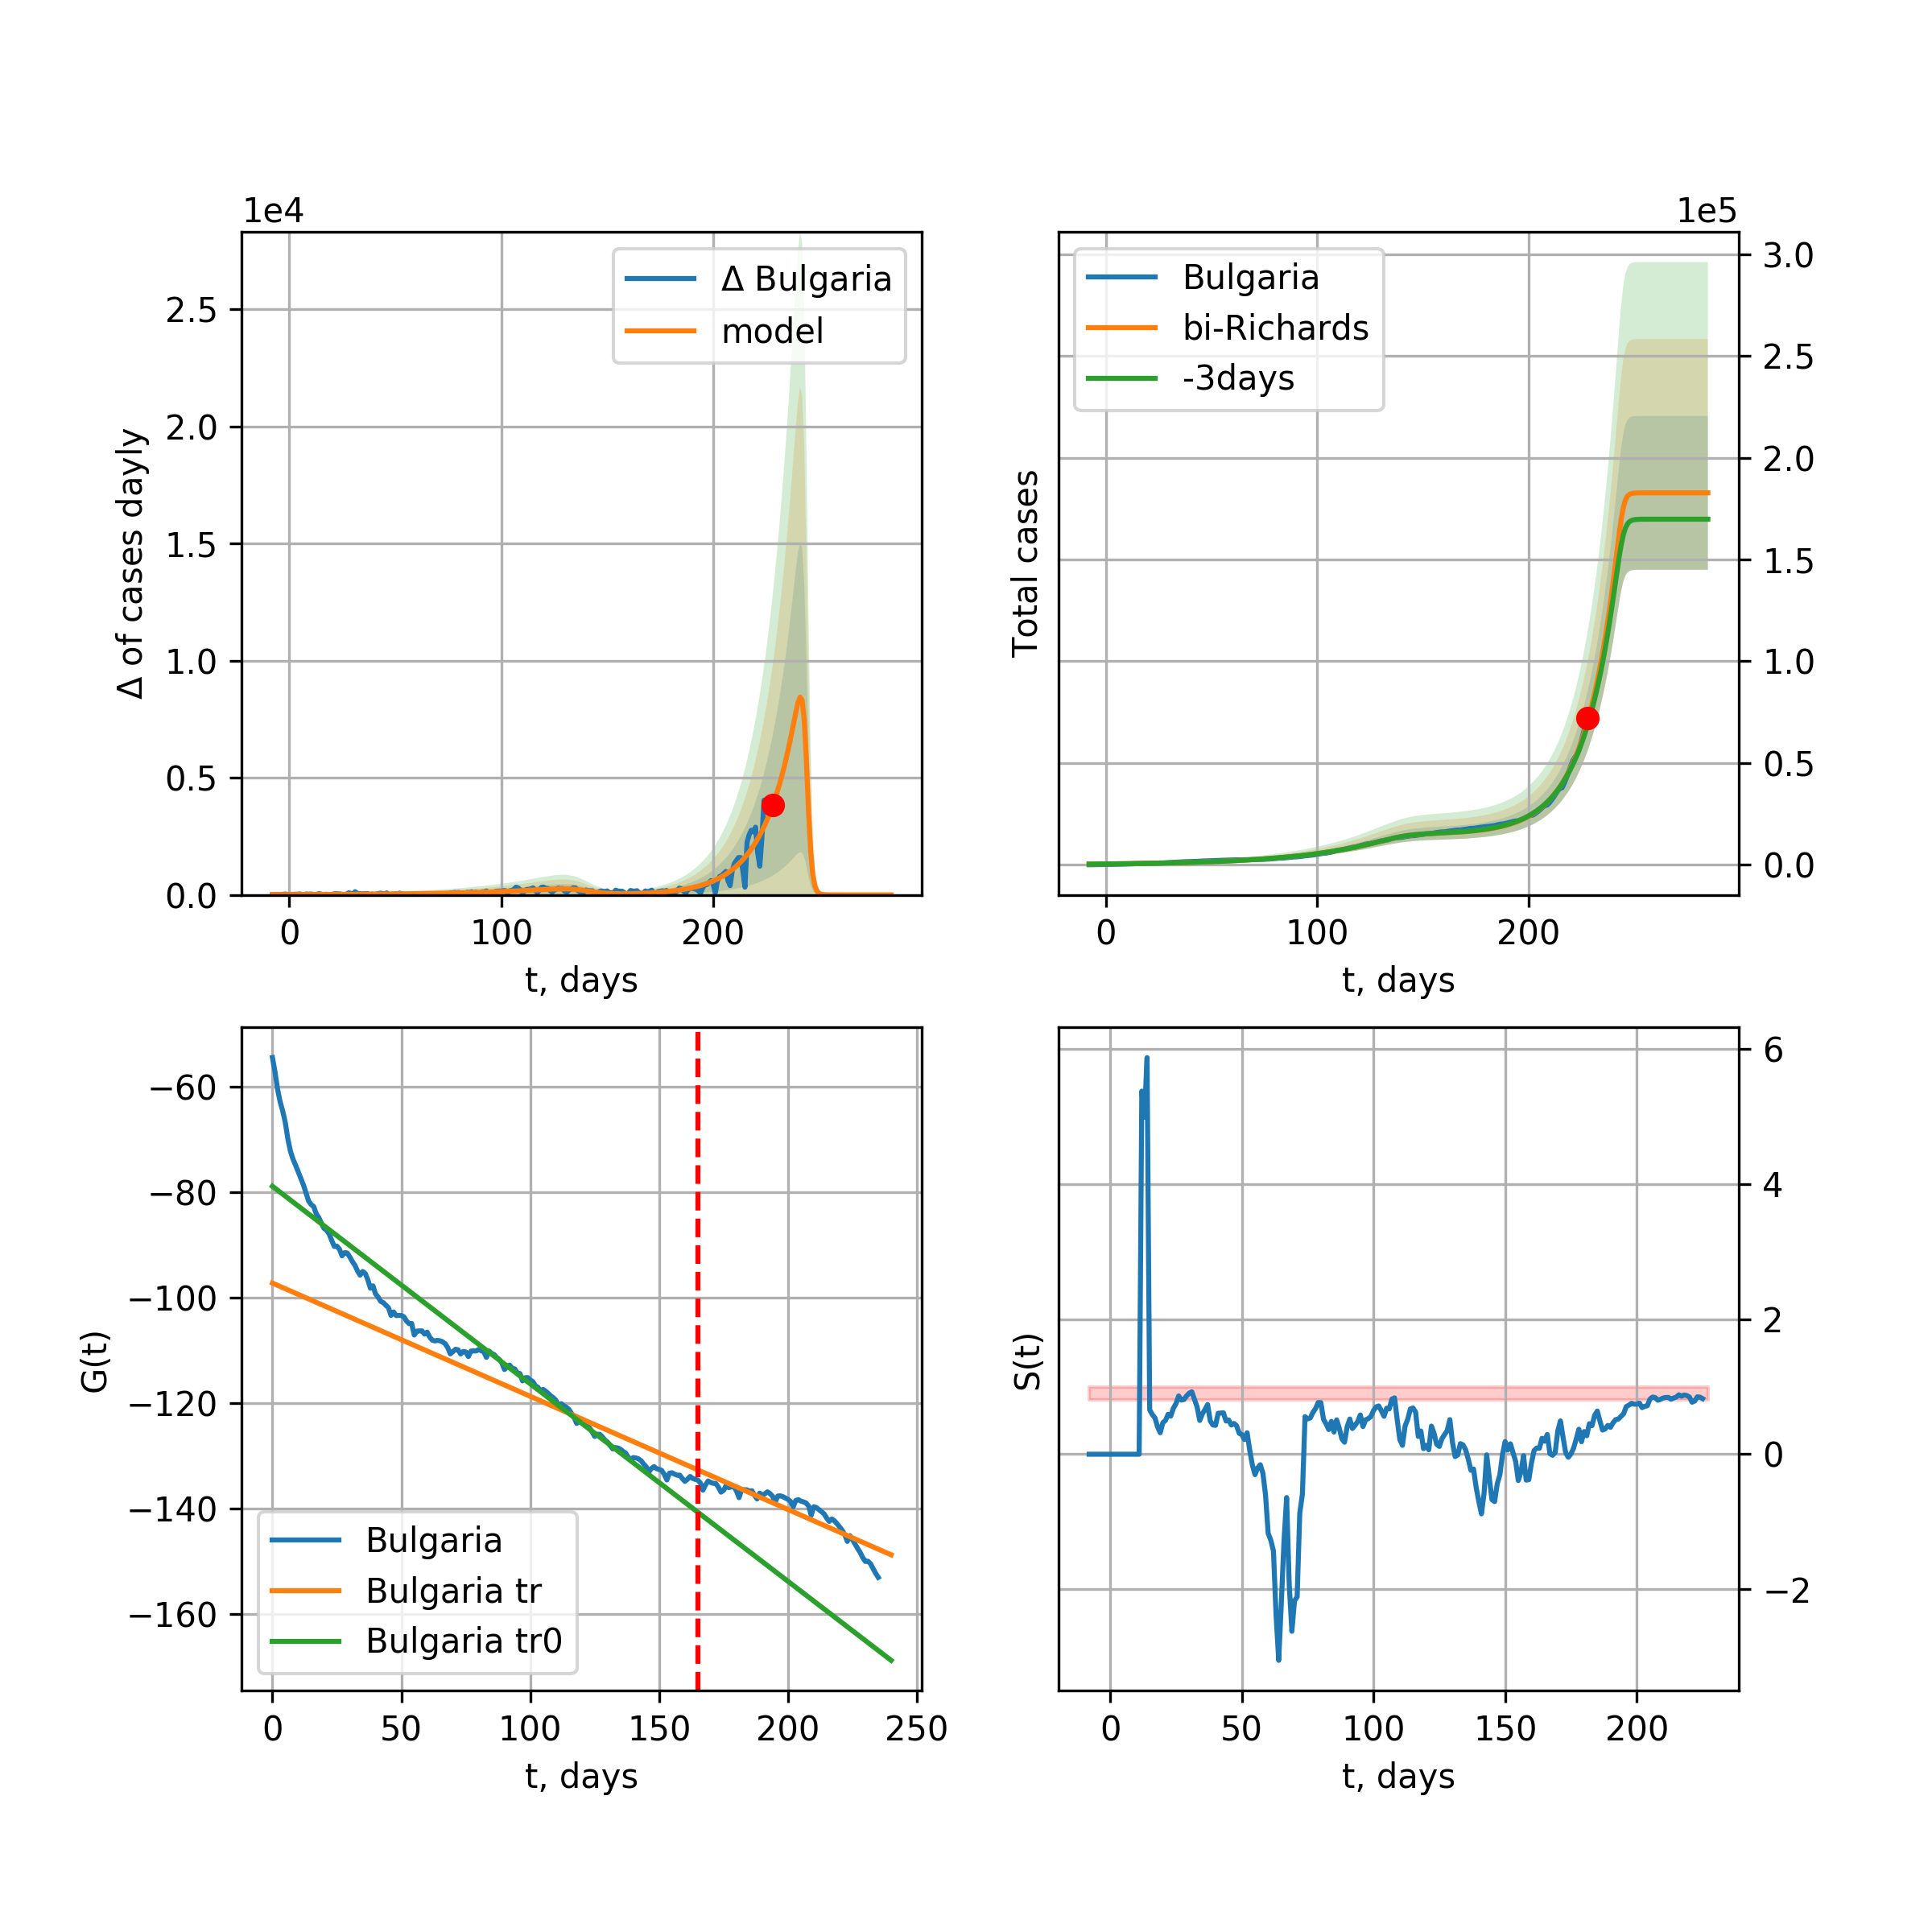 1e4
Δ of cases dayly
2.5
2.0
1.5
1.0
0.5
0.0
0 100 200
t, days
Δ Bulgaria
model
1e5
Total cases
3.0
2.5
2.0
1.5
1.0
0.5
0.0
0 100 200
t, days
Bulgaria
bi-Richards
-3days
G(t)
−60
−80
−100
−120
−140
−160
0 50 100 150 200 250
t, days
Bulgaria
Bulgaria tr
Bulgaria tr0
S(t)
6
4
2
0
−2
0 50 100 150 200
t, days